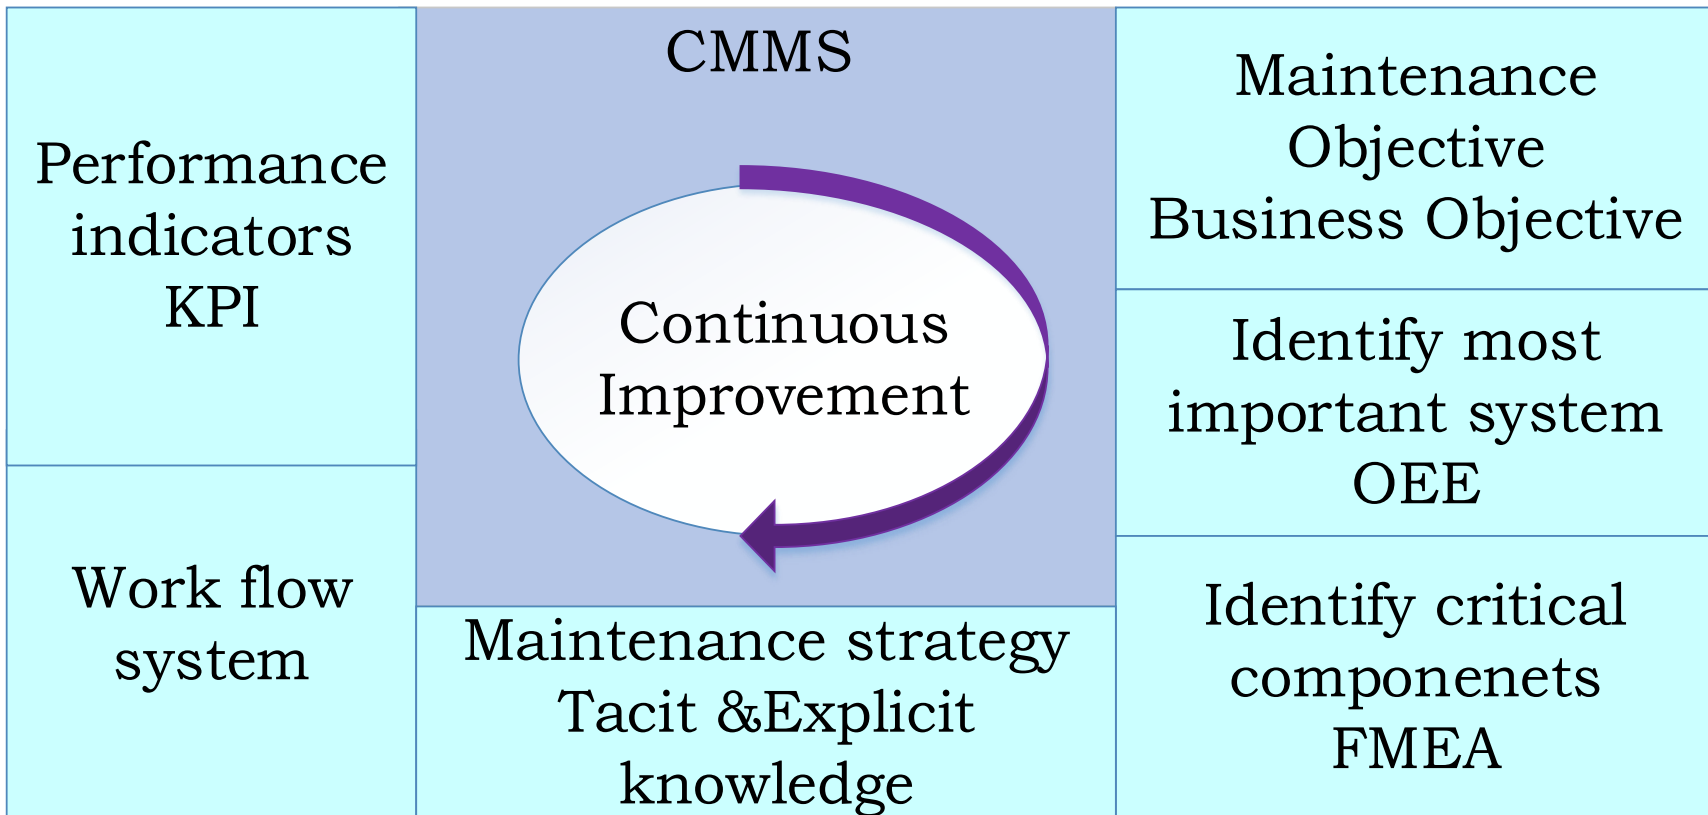 CMMS
Performance
indicators
KPI
Work flow
system
Continuous
Improvement
Maintenance strategy
Tacit &Explicit
knowledge
Maintenance
Objective
Business Objective
Identify most
important system
OEE
Identify critical
componenets
FMEA